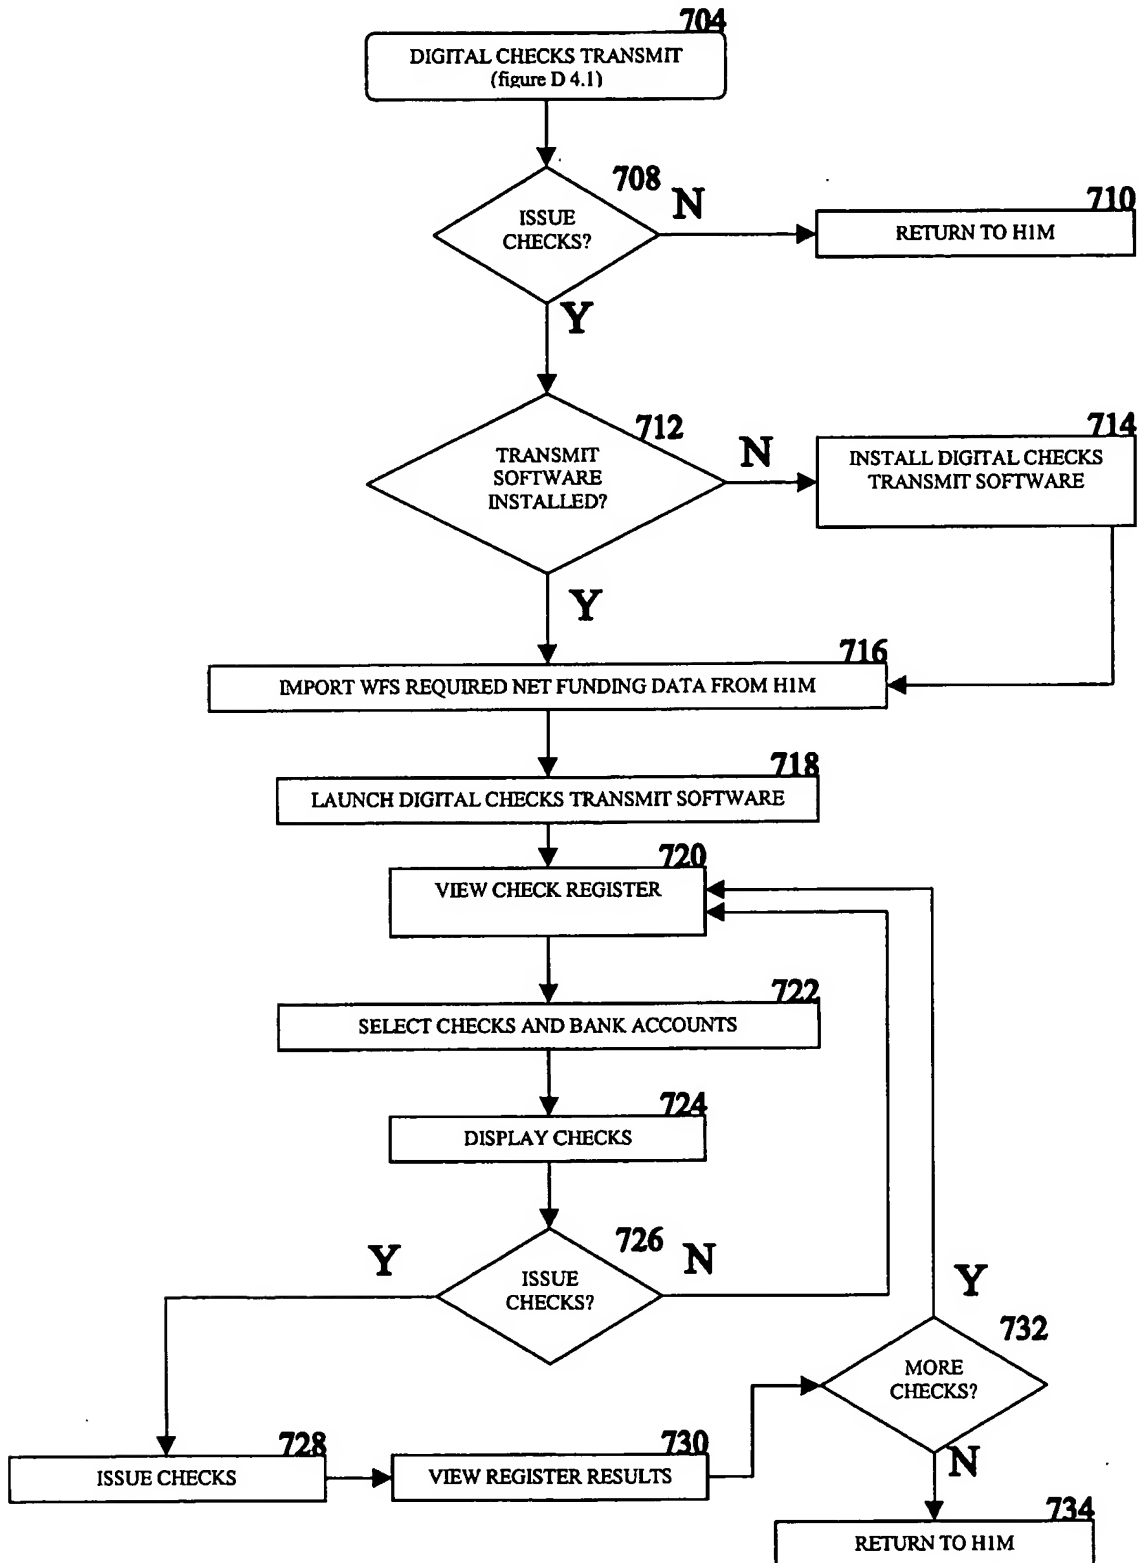 704
DIGITAL CHECKS TRANSMIT
(figure D 4.1)
708
ISSUE
CHECKS?
N
710
RETURN TO H1M
Y
712
TRANSMIT
SOFTWARE
INSTALLED?
N
714
INSTALL DIGITAL CHECKS
TRANSMIT SOFTWARE
Y
716
IMPORT WFS REQUIRED NET FUNDING DATA FROM H1M
718
LAUNCH DIGITAL CHECKS TRANSMIT SOFTWARE
720
VIEW CHECK REGISTER
722
SELECT CHECKS AND BANK ACCOUNTS
724
DISPLAY CHECKS
726
Y
ISSUE
CHECKS?
N
Y
732
MORE
CHECKS?
728
ISSUE CHECKS
730
VIEW REGISTER RESULTS
N
734
RETURN TO H1M